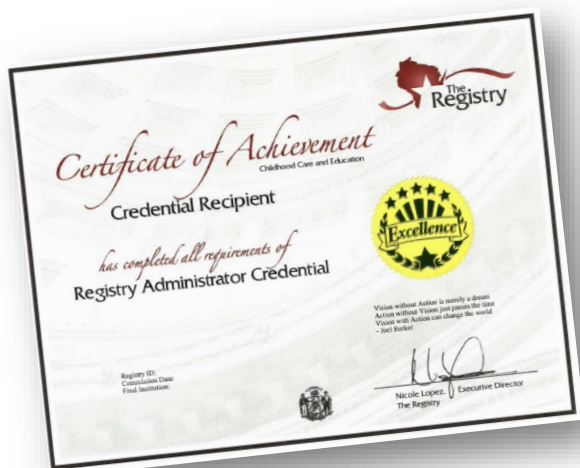 The
Registry
Certificate of Achievement
Childhood Care and Education
Credential Recipient
has completed all requirements of
Registry Administrator Credential
Excellence
Vision without Action is merely a dream
Action without Vision just passes the time
Vision with Action can change the world
- Joel Barker
Registry ID:
Commission Date:
Final Institution:
Nicole Lopez, Executive Director
The Registry